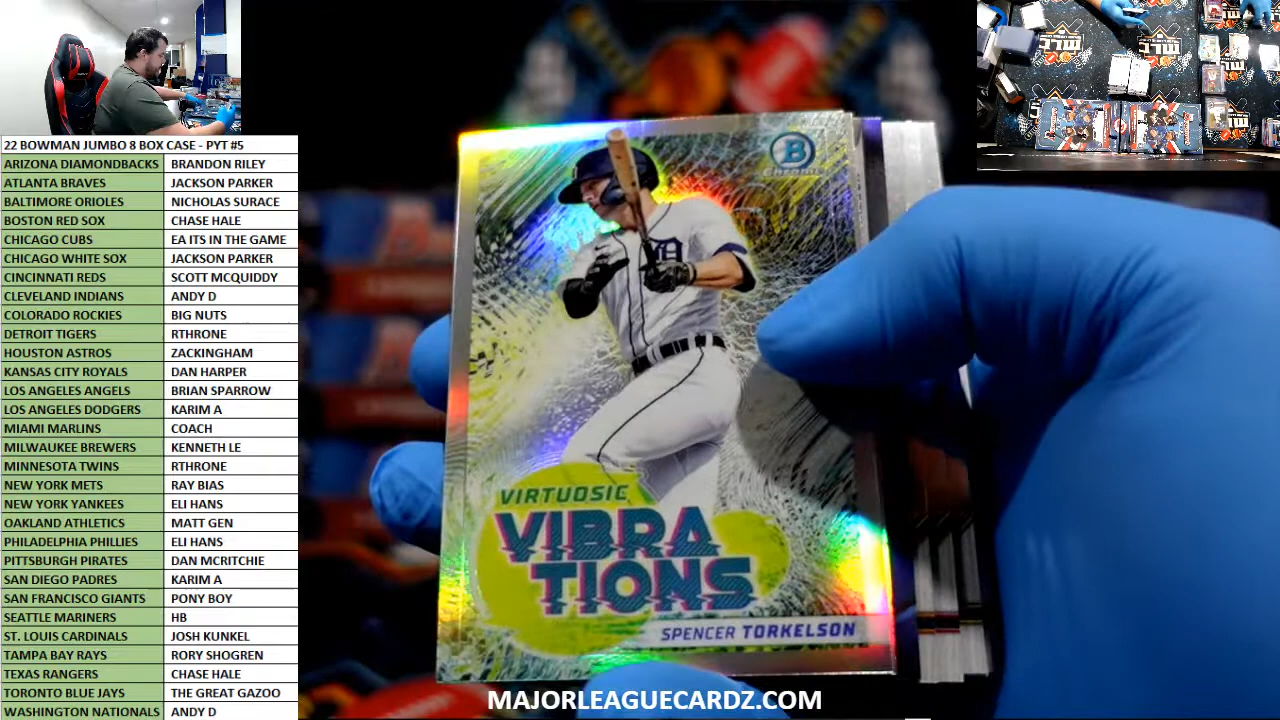 22 BOWMAN JUMBO 8 BOX CASE - PYT #5
ARIZONA DIAMONDBACKS BRANDON RILEY
ATLANTA BRAVES JACKSON PARKER
BALTIMORE ORIOLES NICHOLAS SURACE
BOSTON RED SOX CHASE HALE
CHICAGO CUBS EA ITS IN THE GAME
CHICAGO WHITE SOX JACKSON PARKER
CINCINNATI REDS SCOTT MCQUIDDY
CLEVELAND INDIANS ANDY D
COLORADO ROCKIES BIG NUTS
DETROIT TIGERS RTHRONE
HOUSTON ASTROS ZACKINGHAM
KANSAS CITY ROYALS DAN HARPER
LOS ANGELES ANGELS BRIAN SPARROW
LOS ANGELES DODGERS KARIM A
MIAMI MARLINS COACH
MILWAUKEE BREWERS KENNETH LE
MINNESOTA TWINS RTHRONE
NEW YORK METS RAY BIAS
NEW YORK YANKEES ELI HANS
OAKLAND ATHLETICS MATT GEN
PHILADELPHIA PHILLIES ELI HANS
PITTSBURGH PIRATES DAN MCRITCHIE
SAN DIEGO PADRES KARIM A
SAN FRANCISCO GIANTS PONY BOY
SEATTLE MARINERS HB
ST. LOUIS CARDINALS JOSH KUNKEL
TAMPA BAY RAYS RORY SHOGREN
TEXAS RANGERS CHASE HALE
TORONTO BLUE JAYS THE GREAT GAZOO
WASHINGTON NATIONALS ANDY D
B
Chrome
D
VIRTUOSIC
VIBRA
TIONS
SPENCER TORKELSON
MAJORLEAGUECARDZ.COM